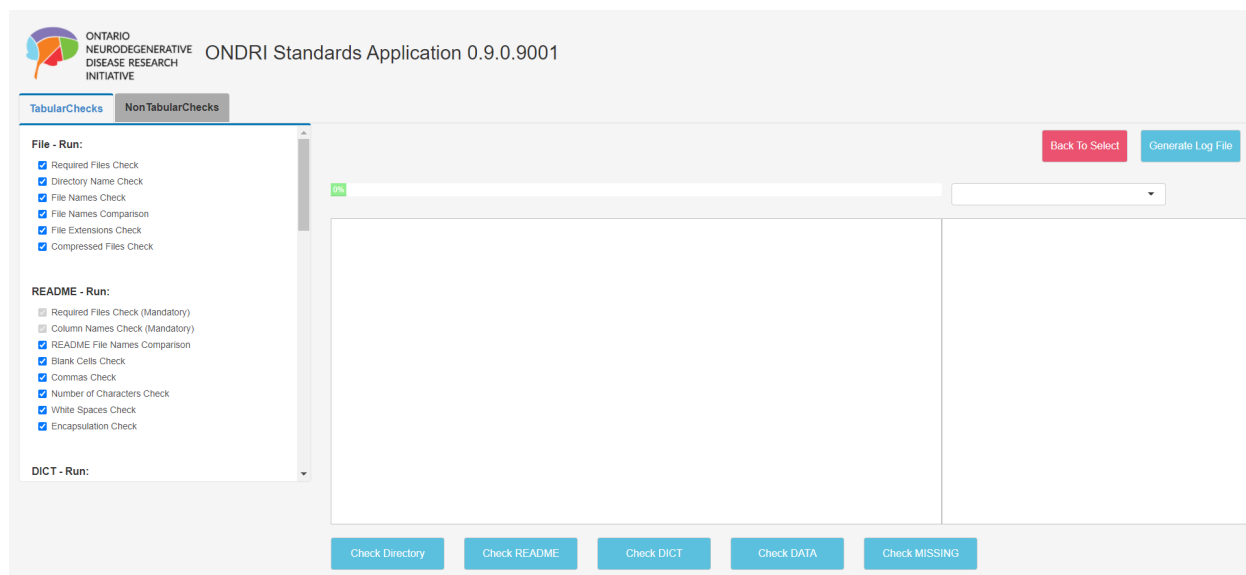 ONTARIO
NEURODEGENERATIVE
DISEASE RESEARCH
INITIATIVE
ONDRI Standards Application 0.9.0.9001
TabularChecks
NonTabularChecks
File - Run:
Required Files Check
Directory Name Check
File Names Check
File Names Comparison
File Extensions Check
Compressed Files Check
README - Run:
Required Files Check (Mandatory)
Column Names Check (Mandatory)
README File Names Comparison
Blank Cells Check
Commas Check
Number of Characters Check
White Spaces Check
Encapsulation Check
DICT - Run:
Back To Select
Generate Log File
0%
Check Directory
Check README
Check DICT
Check DATA
Check MISSING